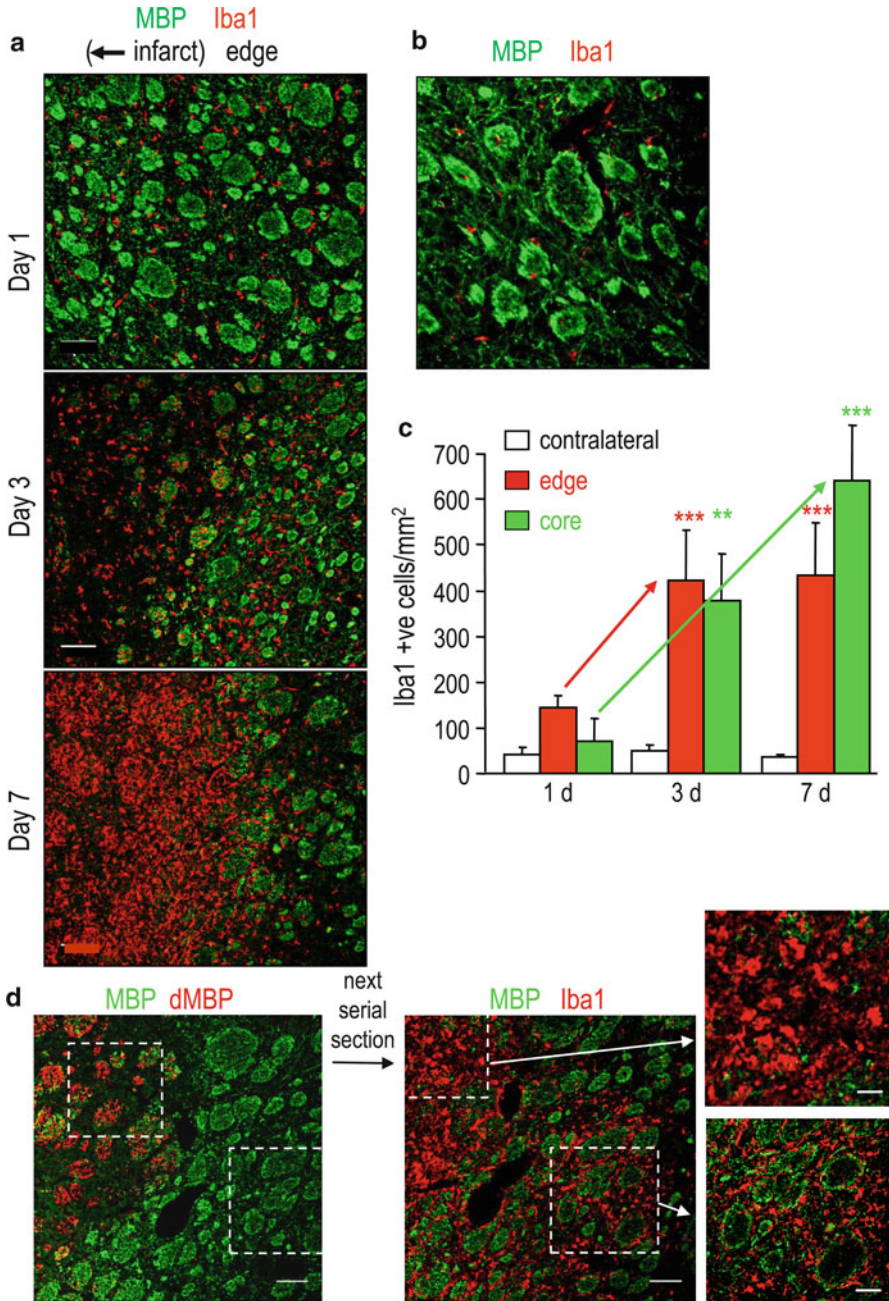 a
MBP Iba1
(← infarct) edge
Day 1
Day 3
Day 7
b
MBP Iba1
c
contralateral
edge
core
Iba1 +ve cells/mm²
700
600
500
400
300
200
100
0
***
**
***
***
1 d
3 d
7 d
d
MBP dMBP
next
serial
section
MBP Iba1